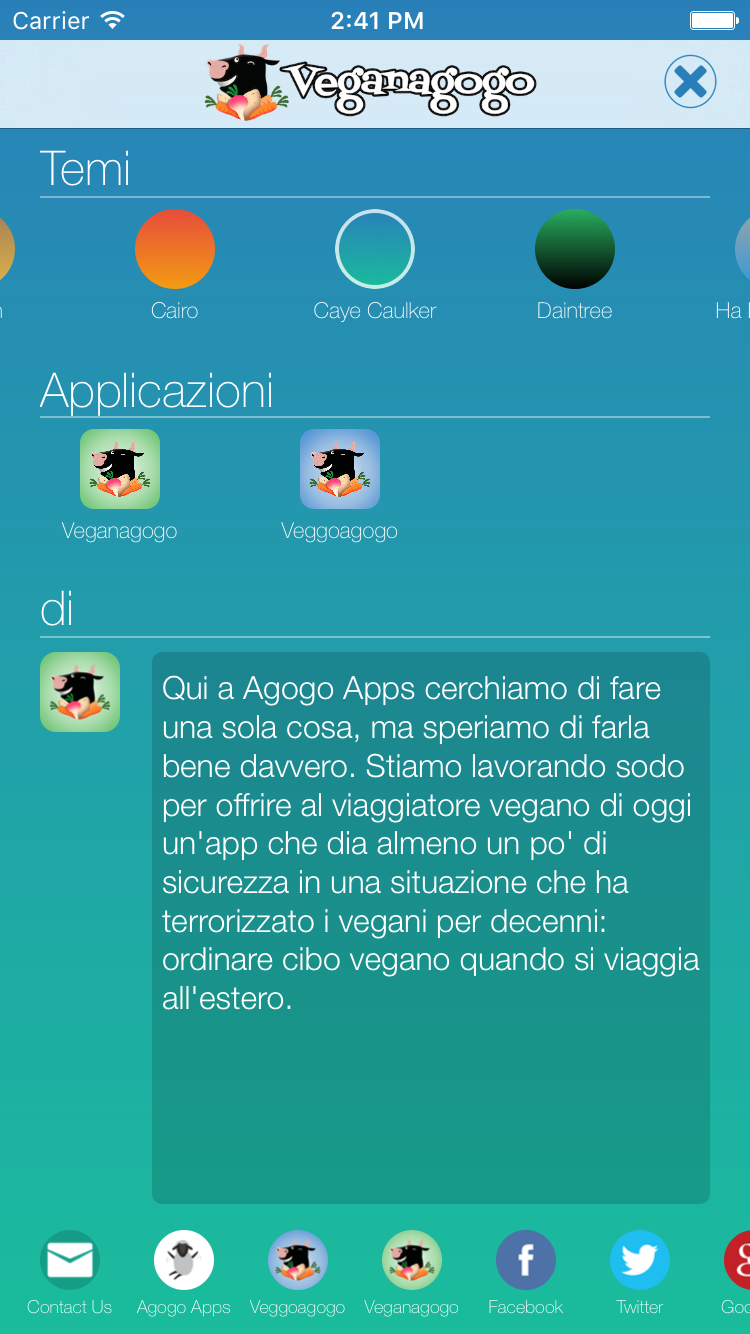 Carrier 2:41 PM
Veganagogo
Temi
Cairo Caye Caulker Daintree Ha
Applicazioni
Veganagogo Veggoagogo
di
Qui a Agogo Apps cerchiamo di fare
una sola cosa, ma speriamo di farla
bene davvero. Stiamo lavorando sodo
per offrire al viaggiatore vegano di oggi
un'app che dia almeno un po' di
sicurezza in una situazione che ha
terrorizzato i vegani per decenni:
ordinare cibo vegano quando si viaggia
all'estero.
Contact Us Agogo Apps Veggoagogo Veganagogo Facebook Twitter Goo